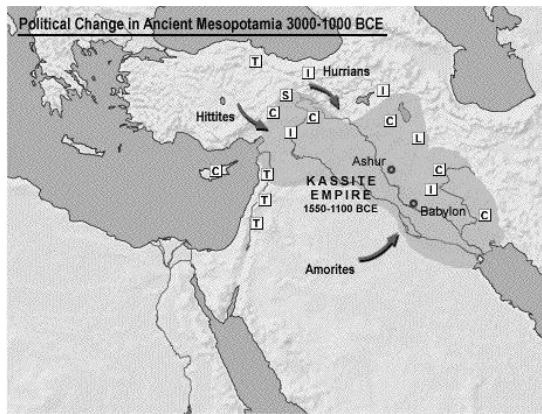 Political Change in Ancient Mesopotamia 3000-1000 BCE
T
I
Hurrians
I
S
Hittites
C
C
C
I
L
Ashur
C
C
T
KASSITE
I
EMPIRE
T
1550-1100 BCE
Babylon
C
T
Amorites